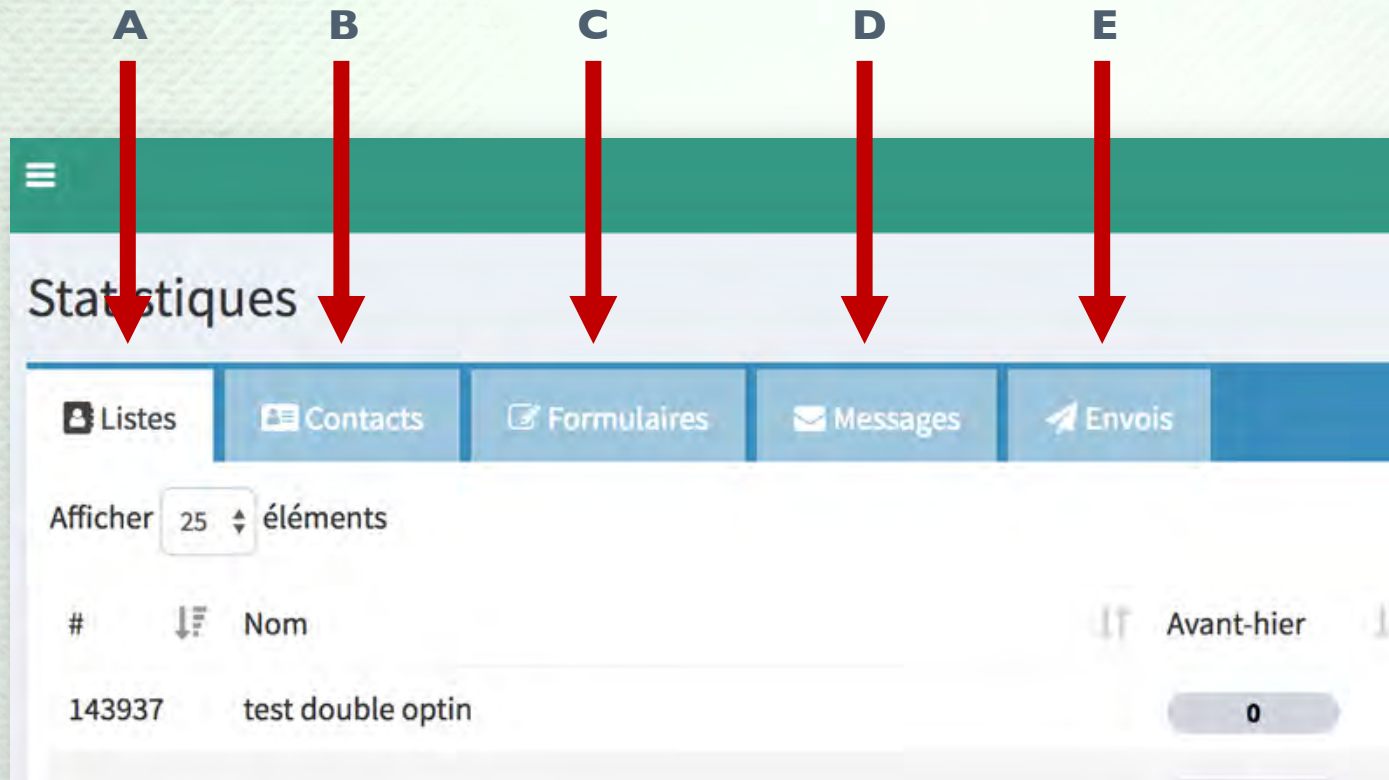 A B C D E
Statistiques
Listes Contacts Formulaires Messages Envois
Afficher 25 éléments
# Nom Avant-hier
143937 test double optin 0